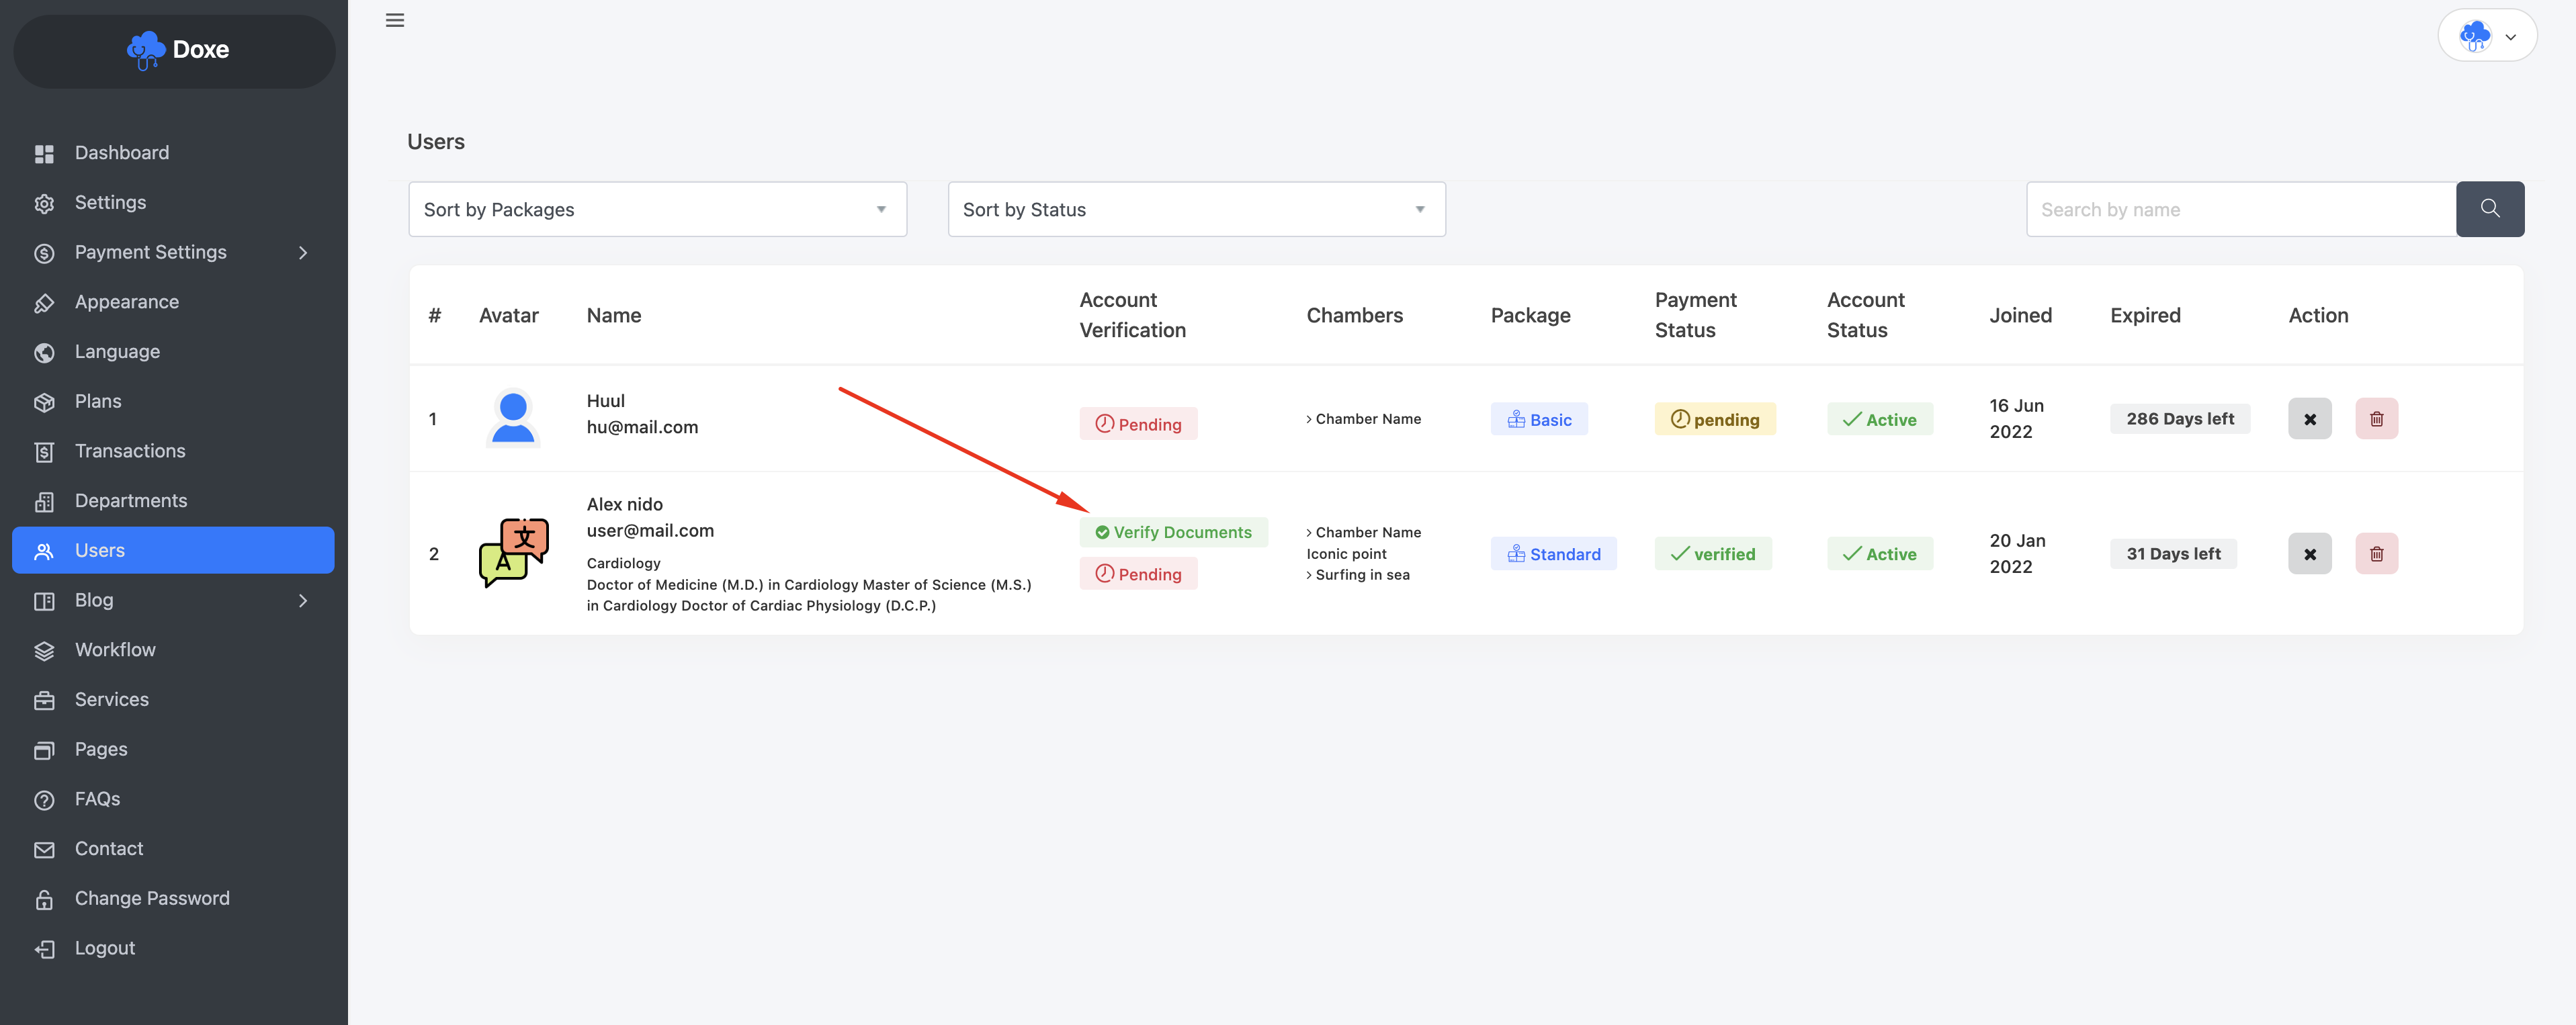 Doxe
Dashboard
Settings
Payment Settings
Appearance
Language
Plans
Transactions
Departments
Users
Blog
Workflow
Services
Pages
FAQs
Contact
Change Password
Logout
Users
Sort by Packages
Sort by Status
Search by name
# Avatar Name Account Verification Chambers Package Payment Status Account Status Joined Expired Action
1
Huul
hu@mail.com
Pending
> Chamber Name
Basic
pending
Active
16 Jun
2022
286 Days left
2
文
A
Alex nido
user@mail.com
Cardiology
Doctor of Medicine (M.D.) in Cardiology Master of Science (M.S.)
in Cardiology Doctor of Cardiac Physiology (D.C.P.)
Verify Documents
Pending
> Chamber Name
Iconic point
> Surfing in sea
Standard
verified
Active
20 Jan
2022
31 Days left